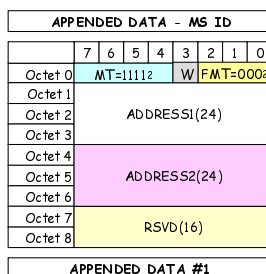 APPENDED DATA - MS ID
7 6 5 4 3 2 1 0
Octet 0 MT=11112 W FMT=0002
Octet 1
Octet 2 ADDRESS1(24)
Octet 3
Octet 4
Octet 5 ADDRESS2(24)
Octet 6
Octet 7
RSVD(16)
Octet 8
APPENDED DATA #1